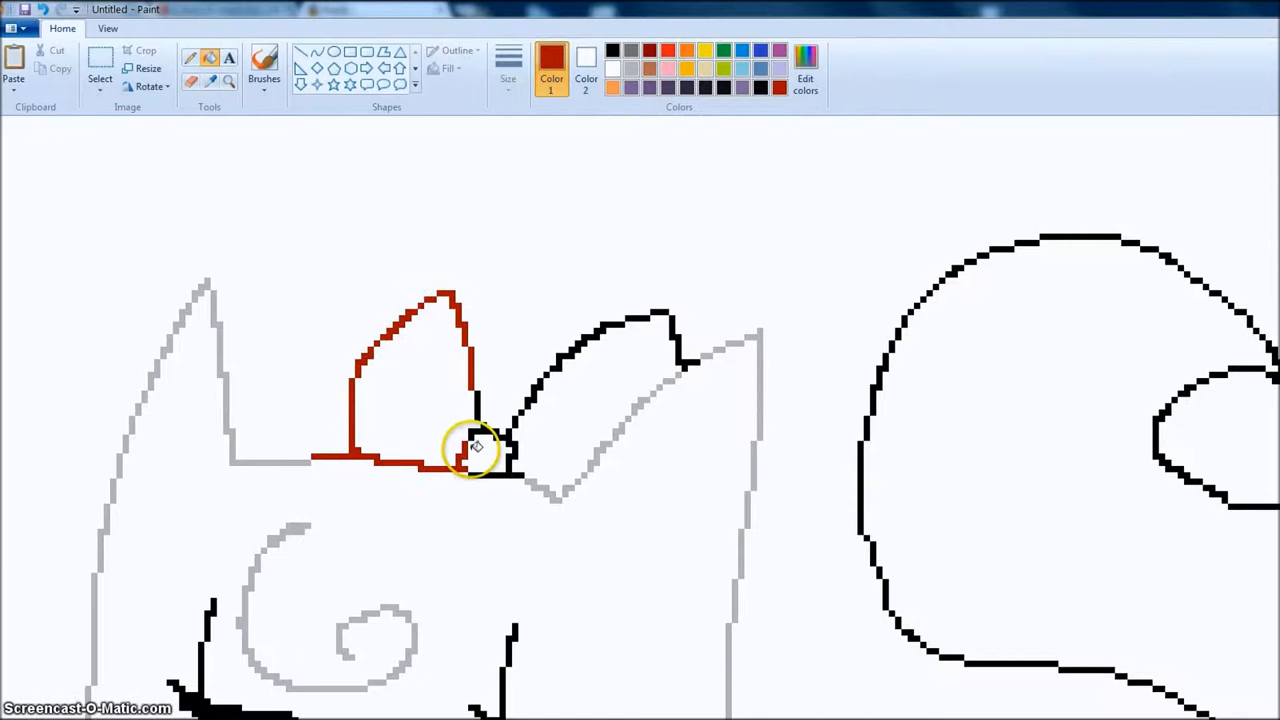 Untitled - Paint
Home View
Paste
Cut
Copy
Clipboard
Select
Crop
Resize
Rotate
Image
A
Tools
Brushes
Outline
Fill
Shapes
Size
Color 1
Color 2
Edit colors
Colors
Screencast-O-Matic.com